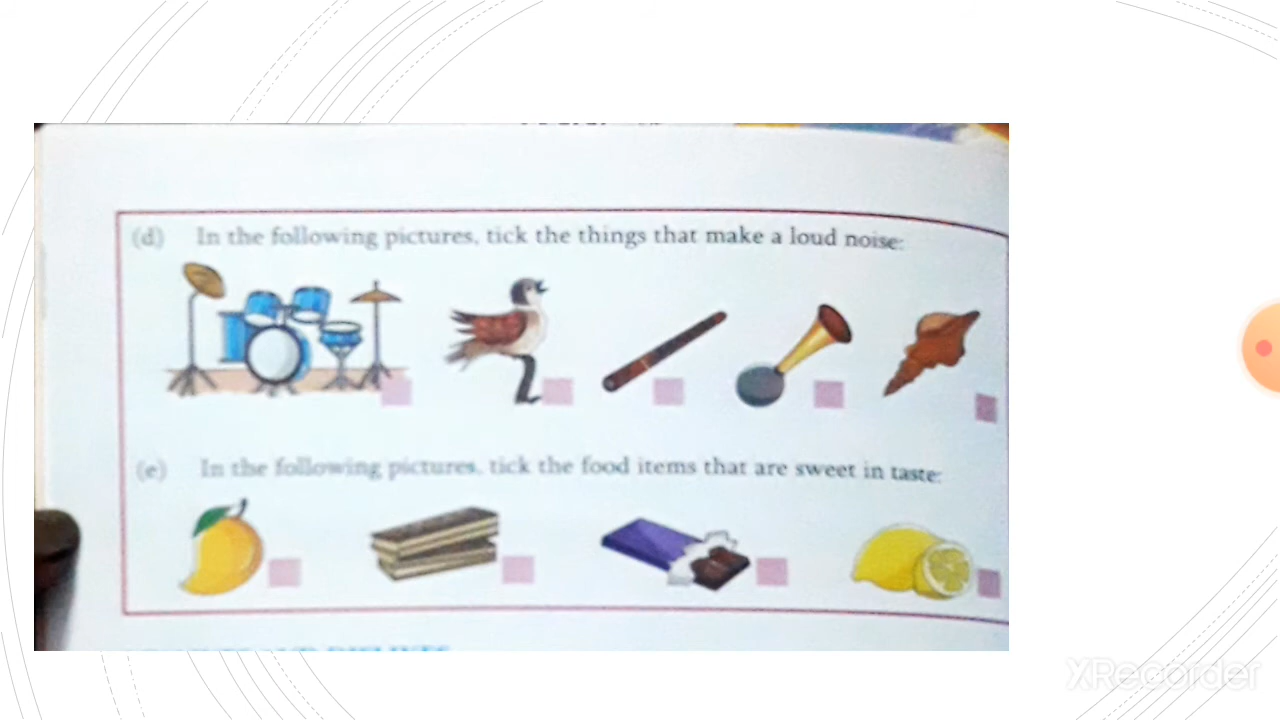 (d) In the following pictures, tick the things that make a loud noise:
(e) In the following pictures, tick the food items that are sweet in taste:
XRecorder